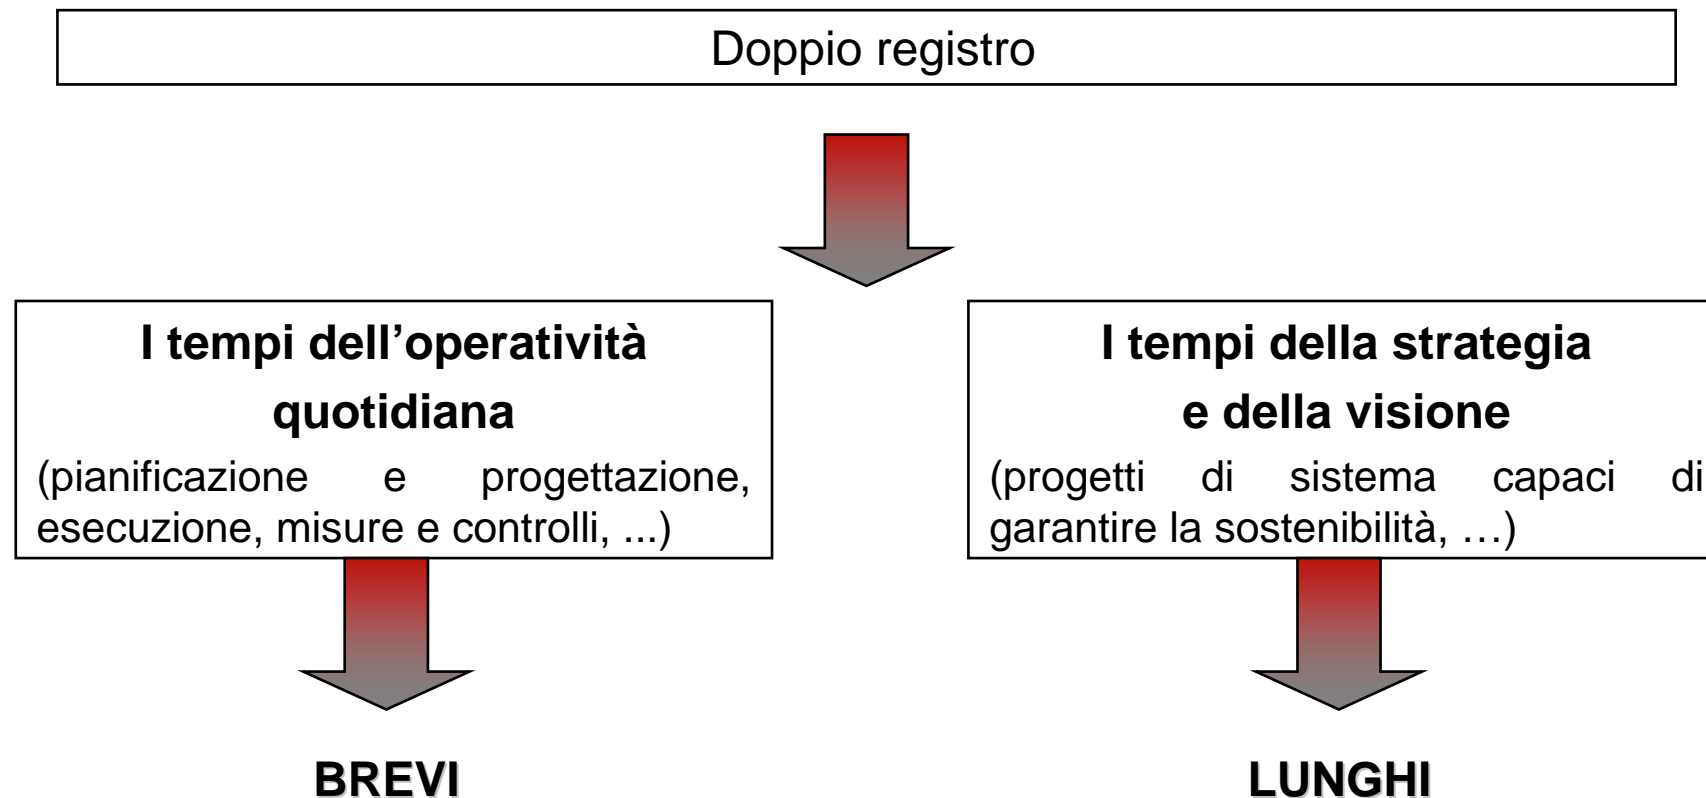 Doppio registro
I tempi dell’operatività
quotidiana
(pianificazione e progettazione,
esecuzione, misure e controlli, ...)
I tempi della strategia
e della visione
(progetti di sistema capaci di
garantire la sostenibilità, …)
BREVI
LUNGHI